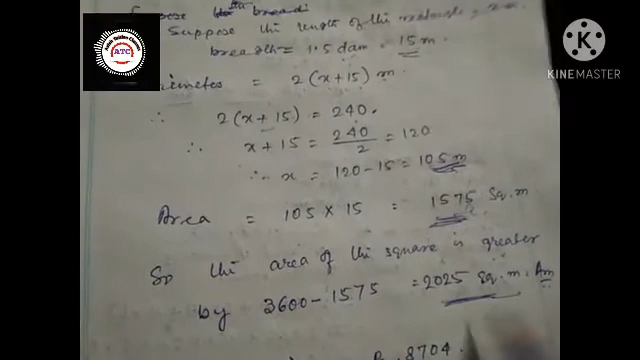 Suppose the length of the rectangle = x m
breadth = 1.5 dam = 15 m
ATC
KINEMASTER
= 2(x+15) m
∴ 2(x+15) = 240.
∴ x+15 = 240/2 = 120
∴ x = 120-15 = 105 m
Area = 105 × 15 = 1575 Sq.m
So the area of the square is greater
by 3600-1575 = 2025 Sq.m. Ans
8704.